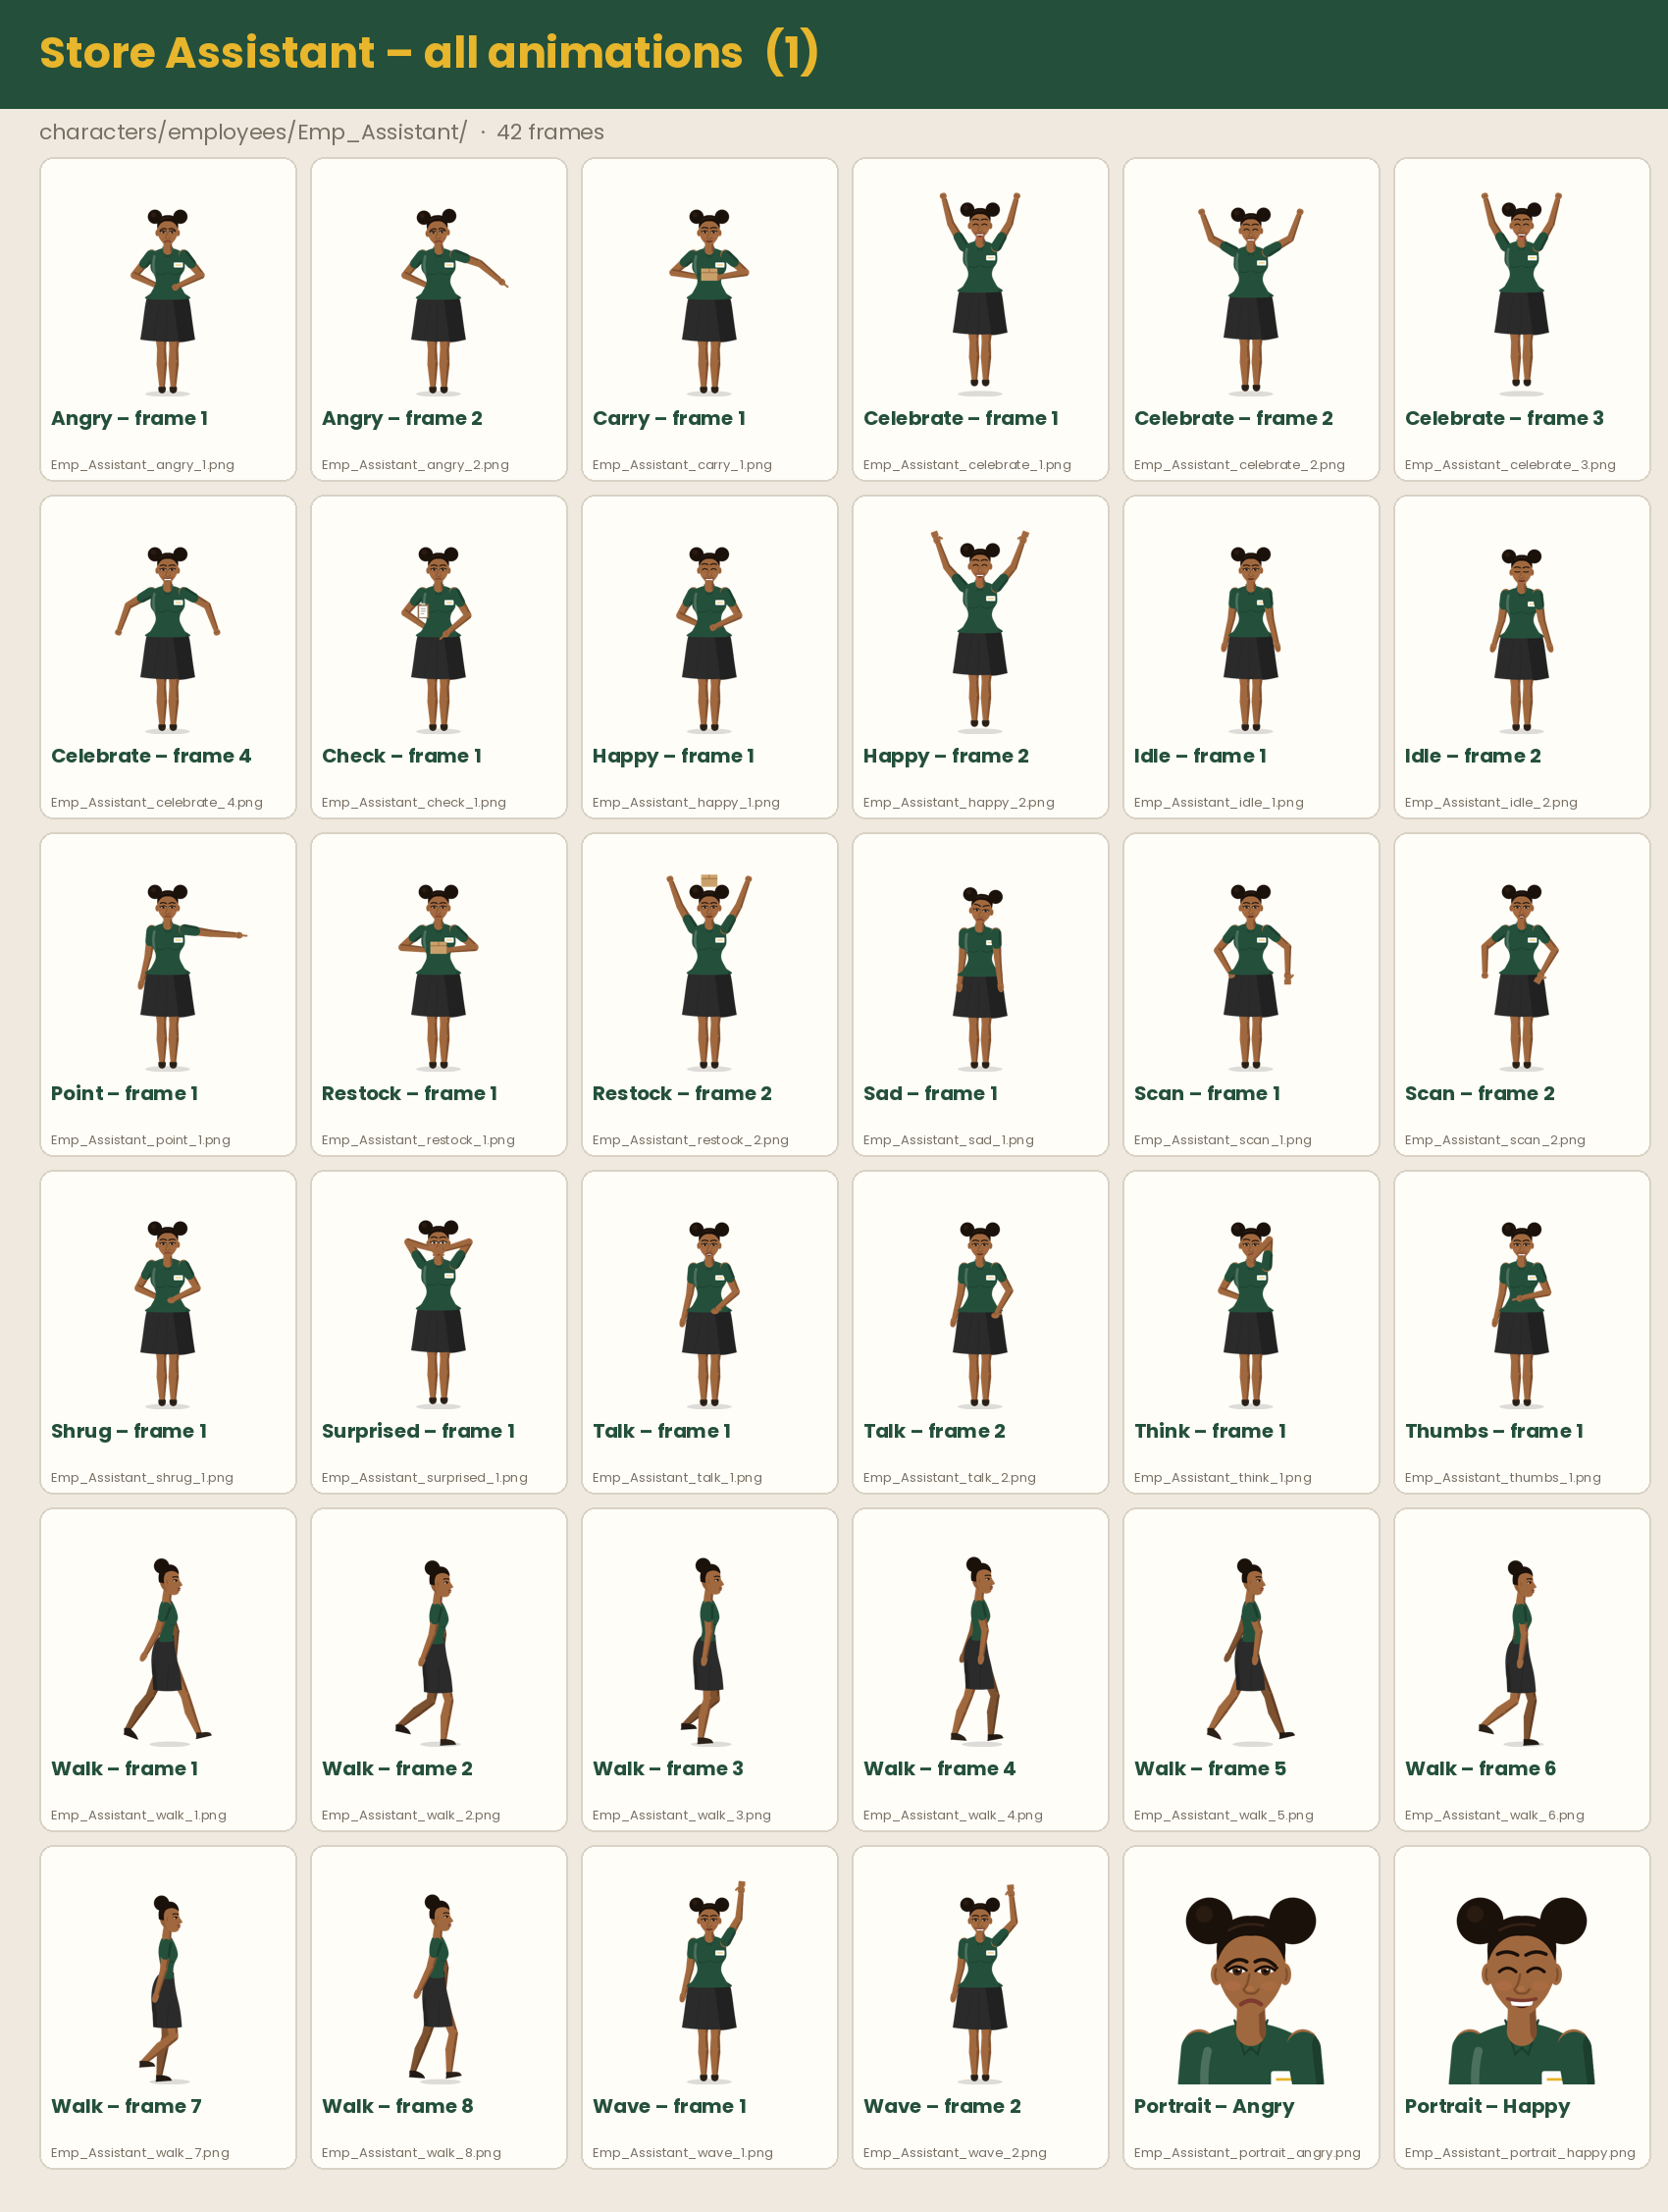 Store Assistant – all animations (1)
characters/employees/Emp_Assistant/ · 42 frames
Angry – frame 1
Emp_Assistant_angry_1.png
Angry – frame 2
Emp_Assistant_angry_2.png
Carry – frame 1
Emp_Assistant_carry_1.png
Celebrate – frame 1
Emp_Assistant_celebrate_1.png
Celebrate – frame 2
Emp_Assistant_celebrate_2.png
Celebrate – frame 3
Emp_Assistant_celebrate_3.png
Celebrate – frame 4
Emp_Assistant_celebrate_4.png
Check – frame 1
Emp_Assistant_check_1.png
Happy – frame 1
Emp_Assistant_happy_1.png
Happy – frame 2
Emp_Assistant_happy_2.png
Idle – frame 1
Emp_Assistant_idle_1.png
Idle – frame 2
Emp_Assistant_idle_2.png
Point – frame 1
Emp_Assistant_point_1.png
Restock – frame 1
Emp_Assistant_restock_1.png
Restock – frame 2
Emp_Assistant_restock_2.png
Sad – frame 1
Emp_Assistant_sad_1.png
Scan – frame 1
Emp_Assistant_scan_1.png
Scan – frame 2
Emp_Assistant_scan_2.png
Shrug – frame 1
Emp_Assistant_shrug_1.png
Surprised – frame 1
Emp_Assistant_surprised_1.png
Talk – frame 1
Emp_Assistant_talk_1.png
Talk – frame 2
Emp_Assistant_talk_2.png
Think – frame 1
Emp_Assistant_think_1.png
Thumbs – frame 1
Emp_Assistant_thumbs_1.png
Walk – frame 1
Emp_Assistant_walk_1.png
Walk – frame 2
Emp_Assistant_walk_2.png
Walk – frame 3
Emp_Assistant_walk_3.png
Walk – frame 4
Emp_Assistant_walk_4.png
Walk – frame 5
Emp_Assistant_walk_5.png
Walk – frame 6
Emp_Assistant_walk_6.png
Walk – frame 7
Emp_Assistant_walk_7.png
Walk – frame 8
Emp_Assistant_walk_8.png
Wave – frame 1
Emp_Assistant_wave_1.png
Wave – frame 2
Emp_Assistant_wave_2.png
Portrait – Angry
Emp_Assistant_portrait_angry.png
Portrait – Happy
Emp_Assistant_portrait_happy.png